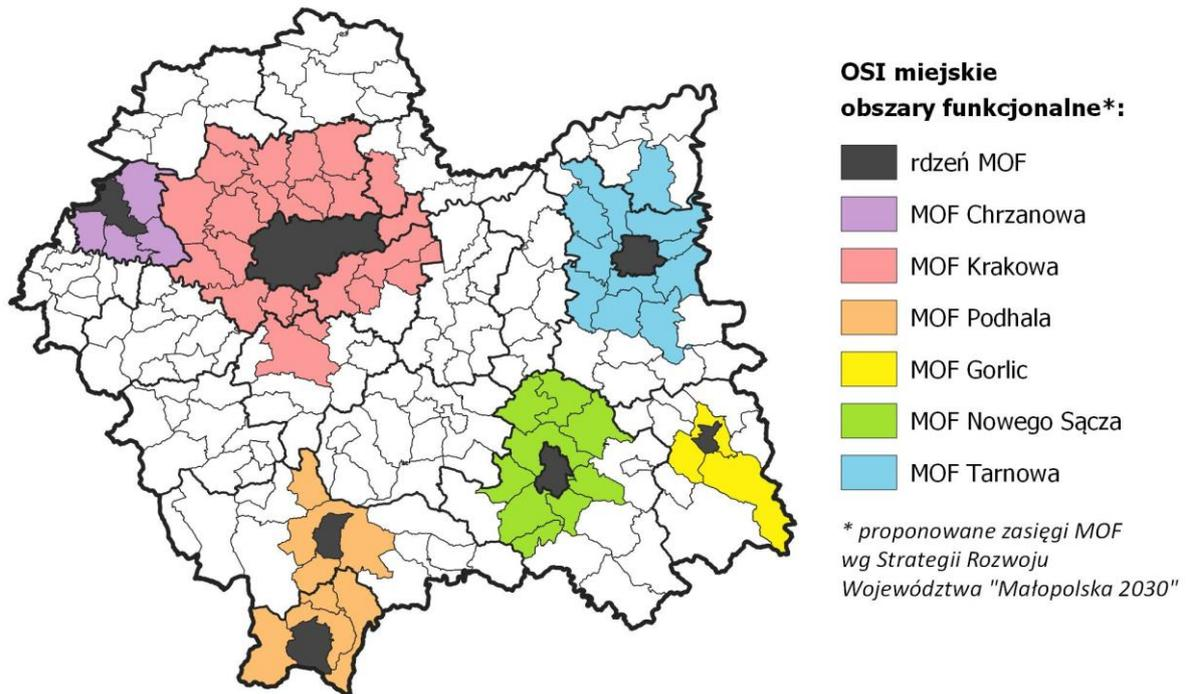 OSI miejskie
obszary funkcjonalne*:
rdzeń MOF
MOF Chrzanowa
MOF Krakowa
MOF Podhala
MOF Gorlic
MOF Nowego Sącza
MOF Tarnowa
* proponowane zasięgi MOF
wg Strategii Rozwoju
Województwa "Małopolska 2030"